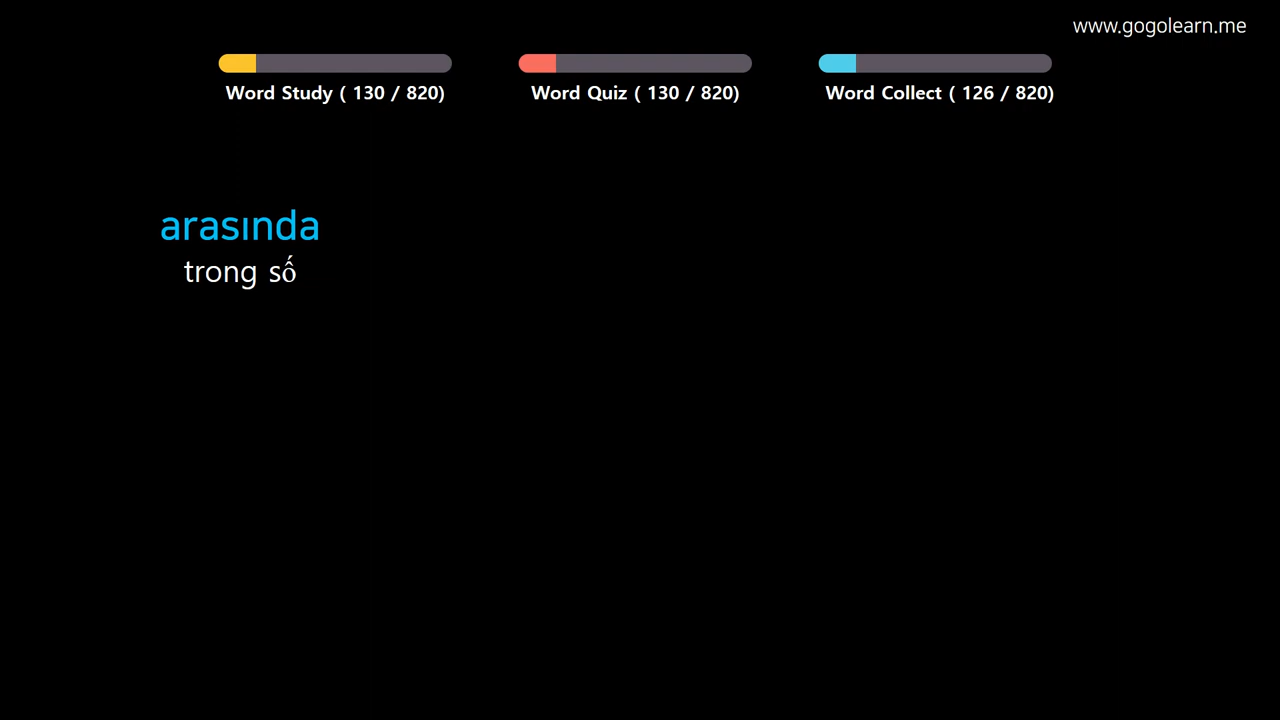 www.gogolearn.me
Word Study ( 130 / 820)
Word Quiz ( 130 / 820)
Word Collect ( 126 / 820)
arasında
trong số